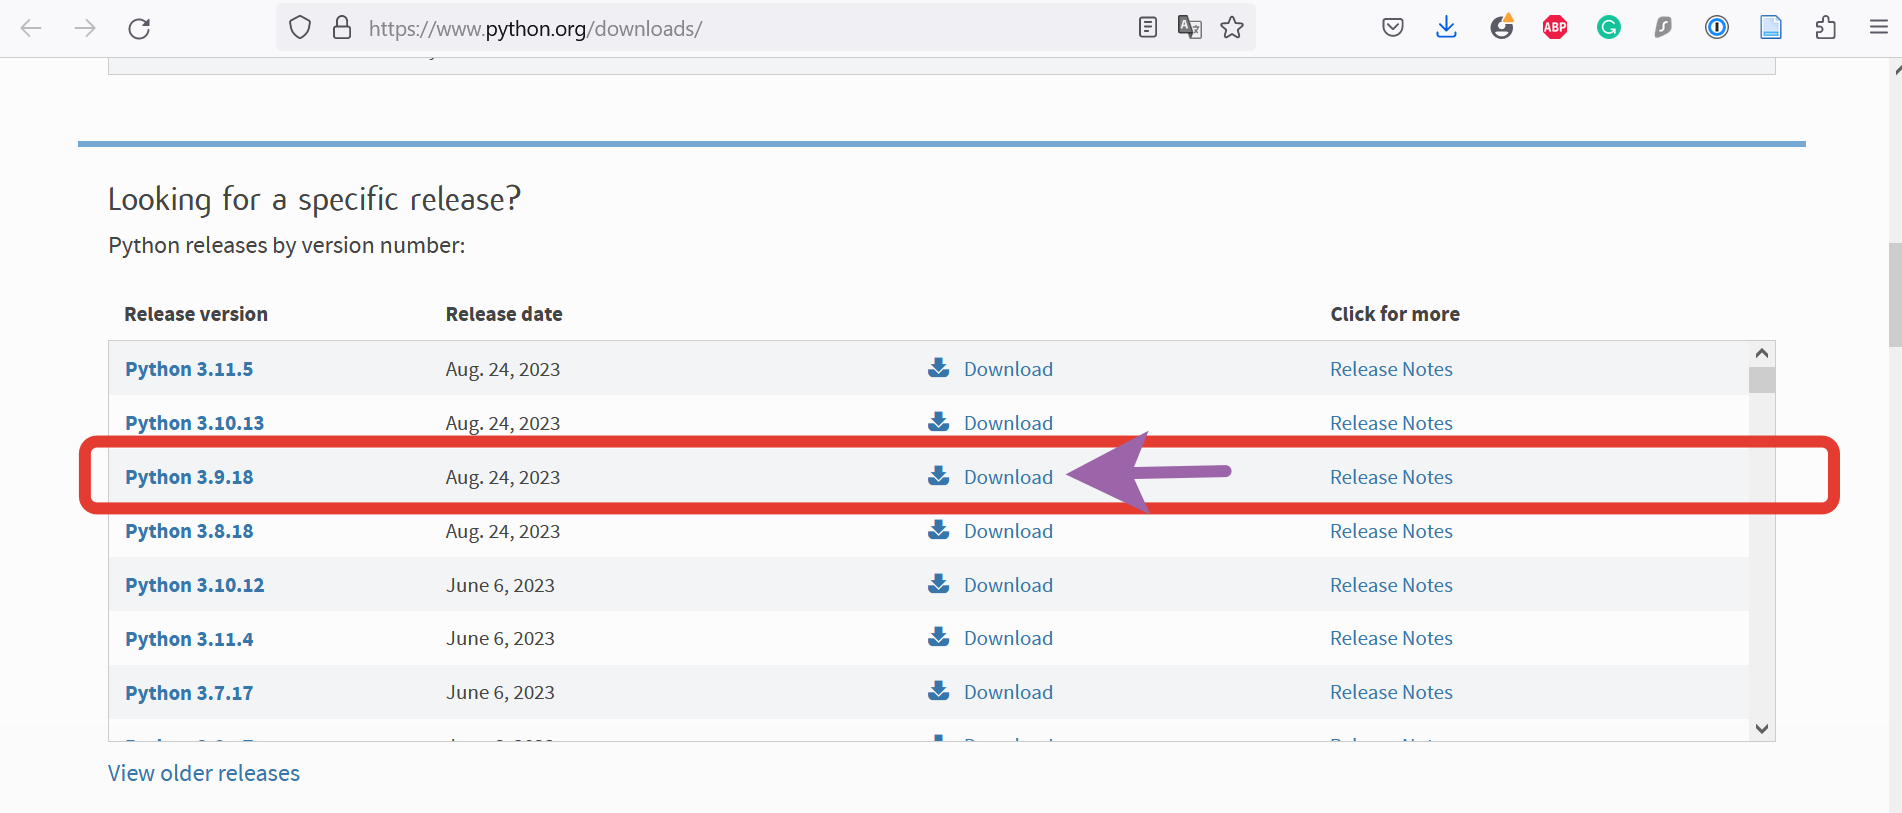 https://www.python.org/downloads/
ABP
Looking for a specific release?
Python releases by version number:
Release version Release date Click for more
Python 3.11.5 Aug. 24, 2023 Download Release Notes
Python 3.10.13 Aug. 24, 2023 Download Release Notes
Python 3.9.18 Aug. 24, 2023 Download Release Notes
Python 3.8.18 Aug. 24, 2023 Download Release Notes
Python 3.10.12 June 6, 2023 Download Release Notes
Python 3.11.4 June 6, 2023 Download Release Notes
Python 3.7.17 June 6, 2023 Download Release Notes
View older releases